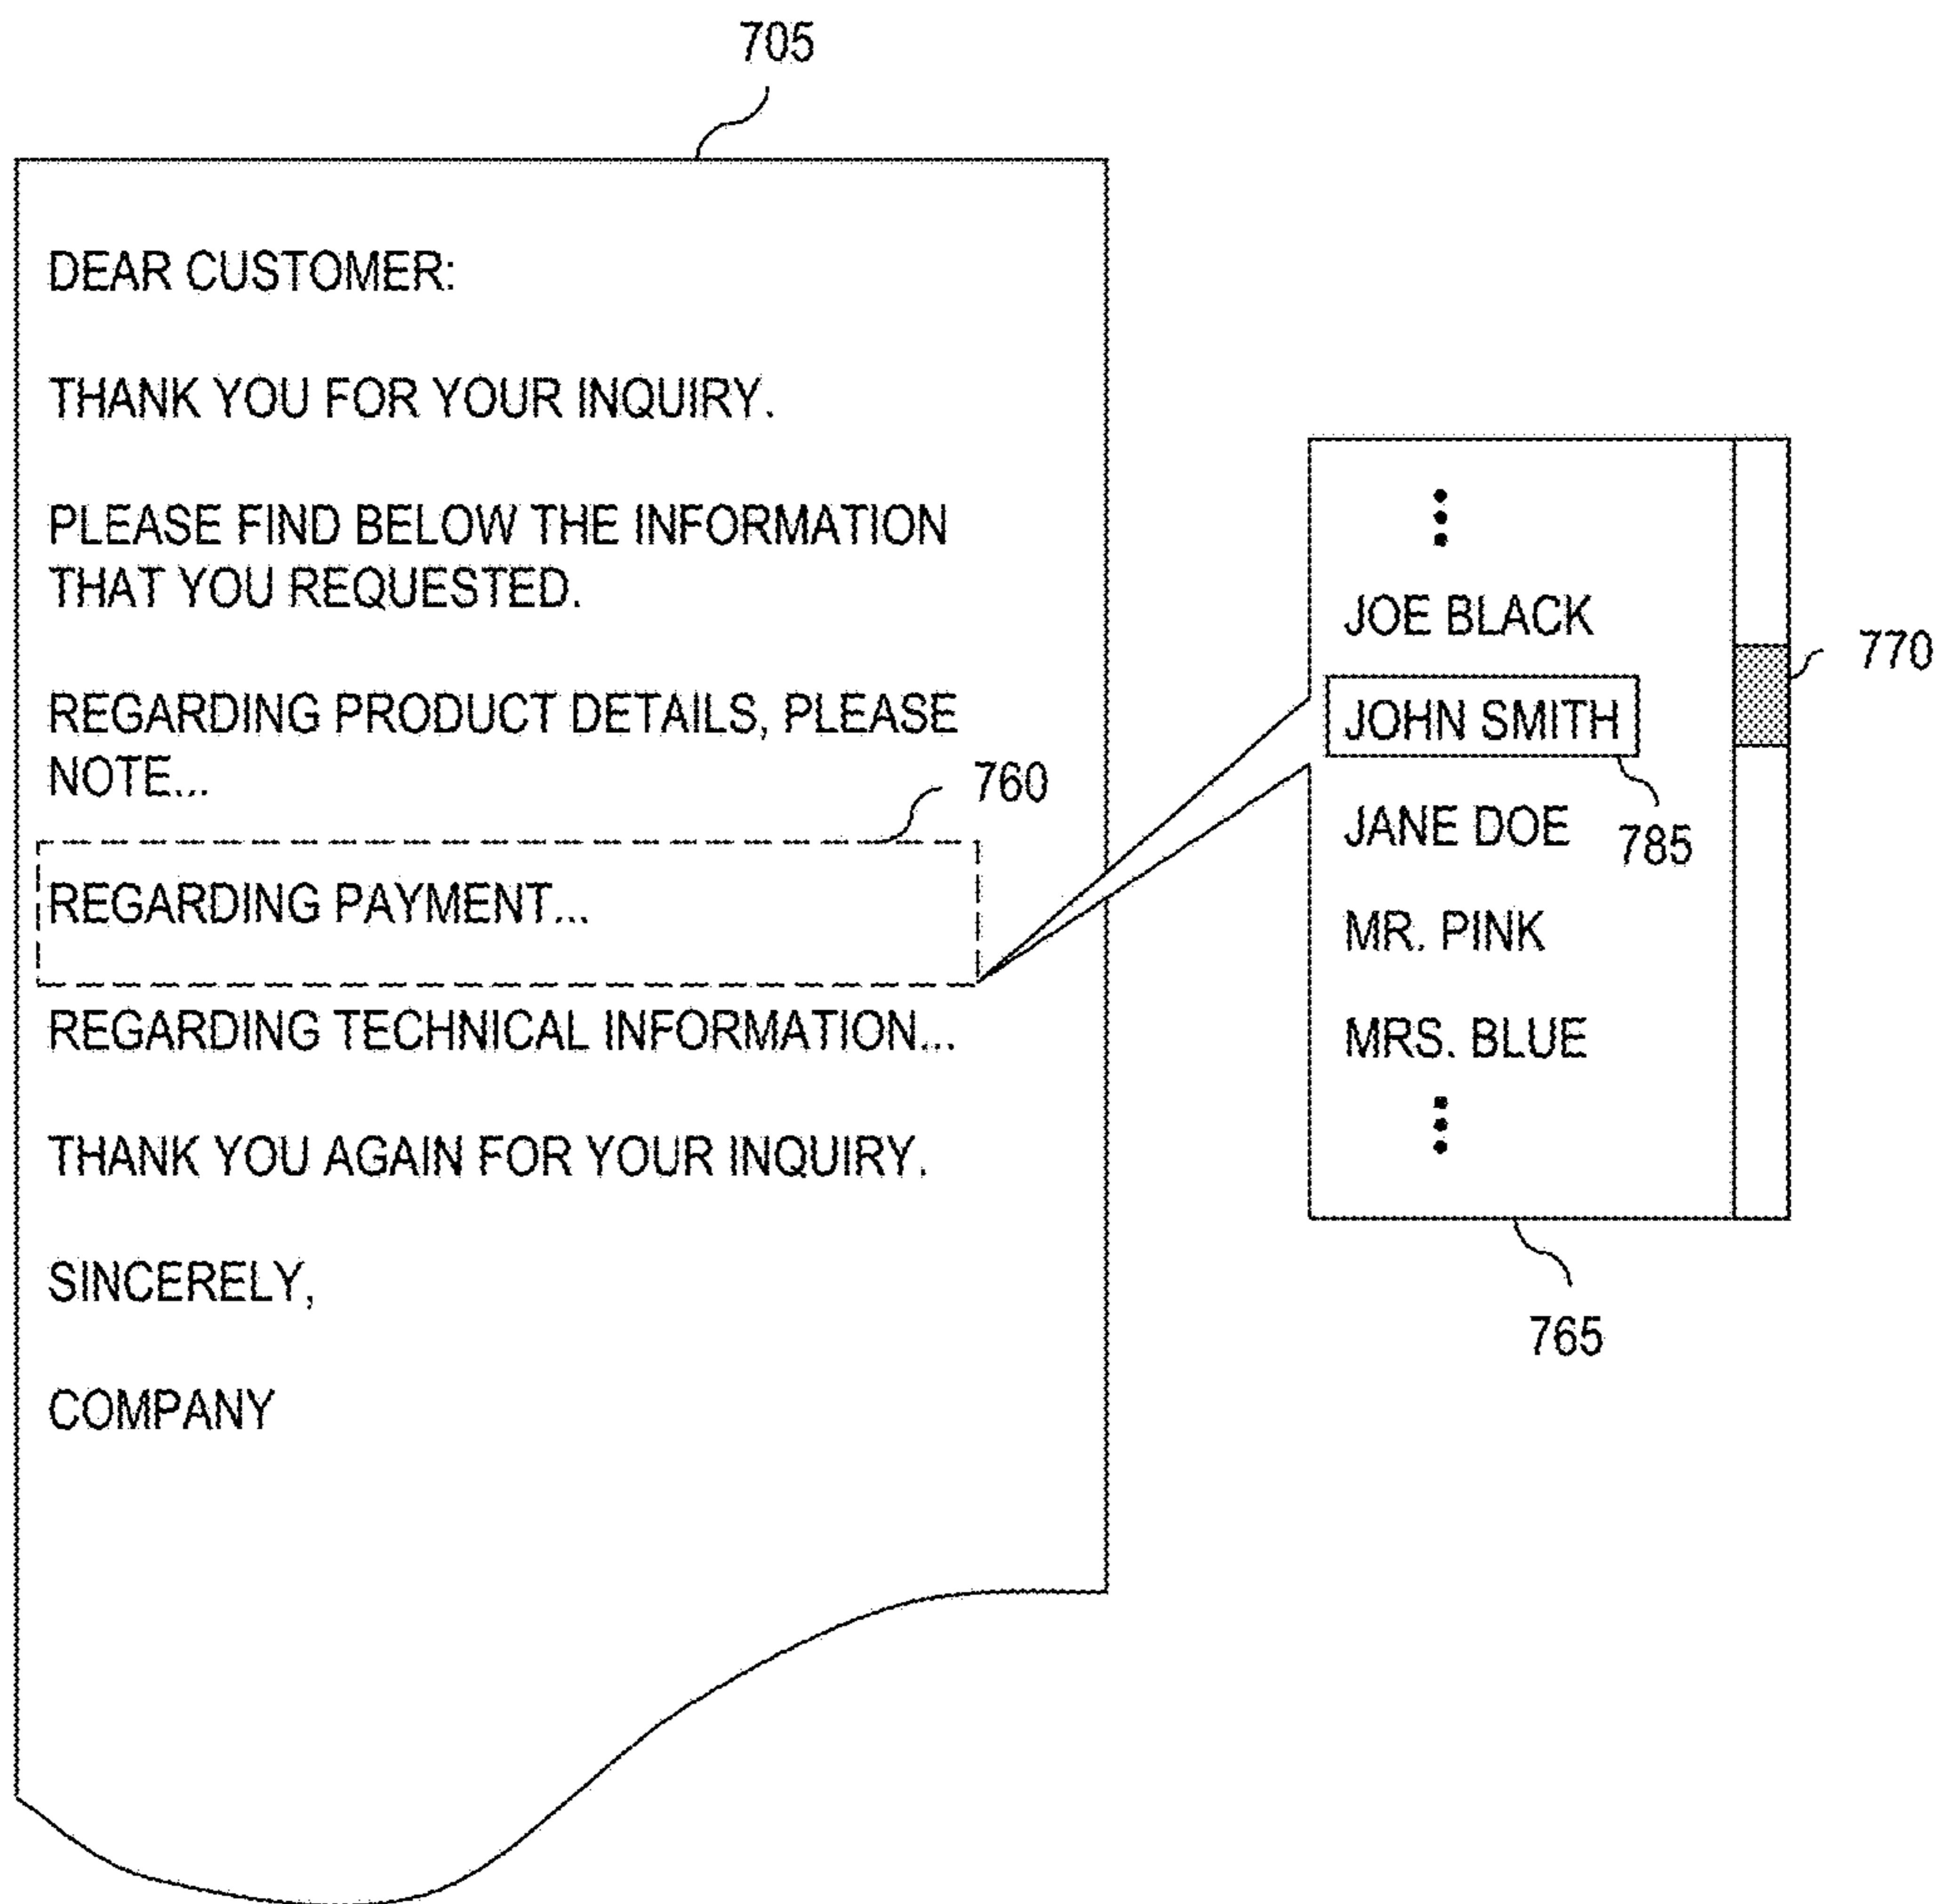 705
DEAR CUSTOMER:
THANK YOU FOR YOUR INQUIRY.
PLEASE FIND BELOW THE INFORMATION
THAT YOU REQUESTED.
REGARDING PRODUCT DETAILS, PLEASE
NOTE...
760
REGARDING PAYMENT...
REGARDING TECHNICAL INFORMATION...
THANK YOU AGAIN FOR YOUR INQUIRY.
SINCERELY,
COMPANY
JOE BLACK
770
JOHN SMITH
785
JANE DOE
MR. PINK
MRS. BLUE
765